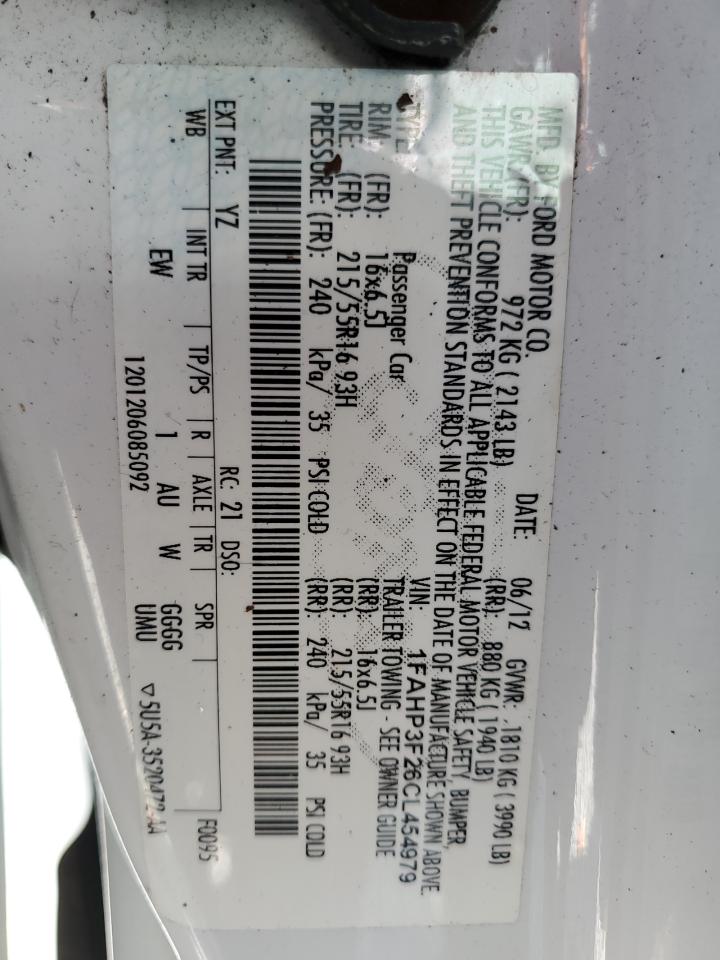 MFD. BY FORD MOTOR CO.
DATE: 06/12 GVWR: 1810 KG ( 3990 LB)
GAWR (FR): 972 KG ( 2143 LB) (RR): 880 KG ( 1940 LB)
THIS VEHICLE CONFORMS TO ALL APPLICABLE FEDERAL MOTOR VEHICLE SAFETY, BUMPER,
AND THEFT PREVENTION STANDARDS IN EFFECT ON THE DATE OF MANUFACTURE SHOWN ABOVE.
VIN: 1FAHP3F26CL454979
TYPE: Passenger Car TRAILER TOWING - SEE OWNER GUIDE
RIM (FR): 16x6.5J (RR): 16x6.5J
TIRE (FR): 215/55R16 93H (RR): 215/55R16 93H
PRESSURE (FR): 240 kPa/ 35 PSI COLD (RR): 240 kPa/ 35 PSI COLD
EXT PNT: YZ RC: 21 DSO: F0095
WB INT TR TP/PS R AXLE TR SPR
EW 1 AU W GGGG
UMU
1201206085092 ▽5U5A-3520472-AA